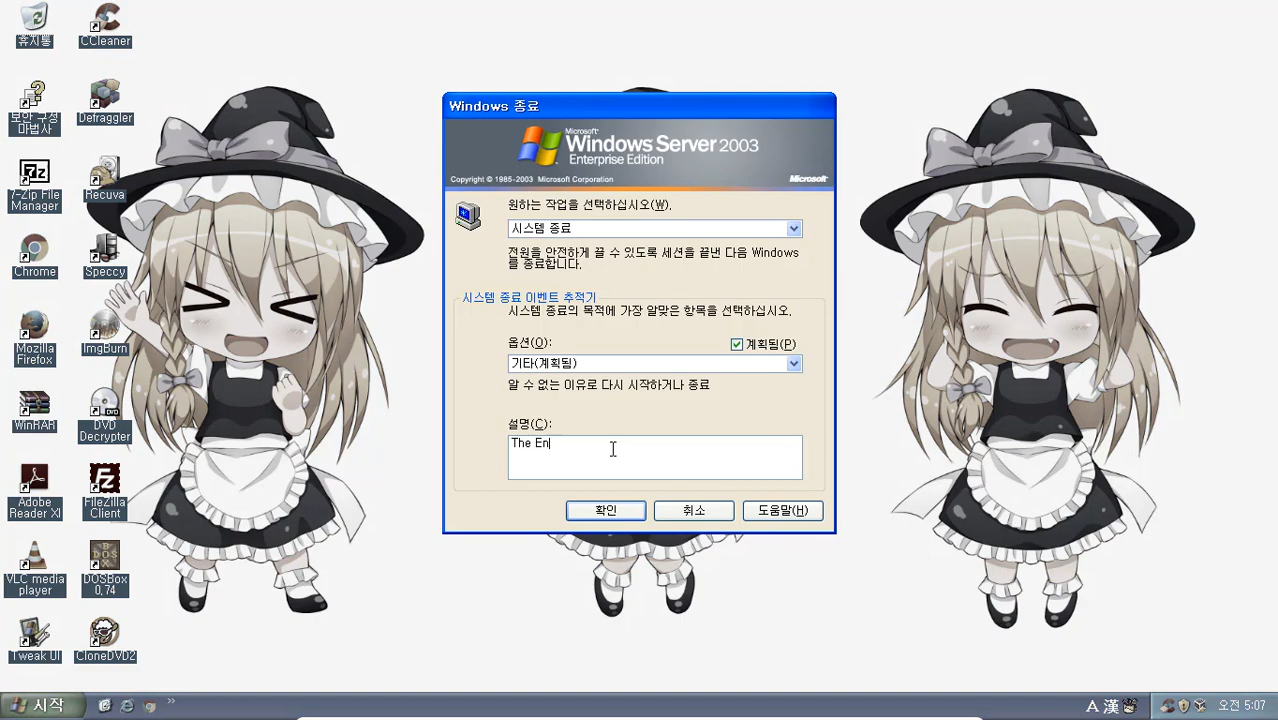 휴지통
CCleaner
보안 구성
마법사
Defraggler
7-Zip File
Manager
Recuva
Chrome
Speccy
Mozilla
Firefox
ImgBurn
WinRAR
DVD
Decrypter
Adobe
Reader XI
FileZilla
Client
VLC media
player
DOSBox
0.74
Tweak UI
CloneDVD2
Windows 종료
Microsoft®
Windows Server 2003
Enterprise Edition
Copyright © 1985-2003 Microsoft Corporation
Microsoft
원하는 작업을 선택하십시오(W).
시스템 종료
전원을 안전하게 끌 수 있도록 세션을 끝낸 다음 Windows
를 종료합니다.
시스템 종료 이벤트 추적기
시스템 종료의 목적에 가장 알맞은 항목을 선택하십시오.
옵션(O):
계획됨(P)
기타(계획됨)
알 수 없는 이유로 다시 시작하거나 종료
설명(C):
The En
확인
취소
도움말(H)
시작
A 漢
오전 5:07